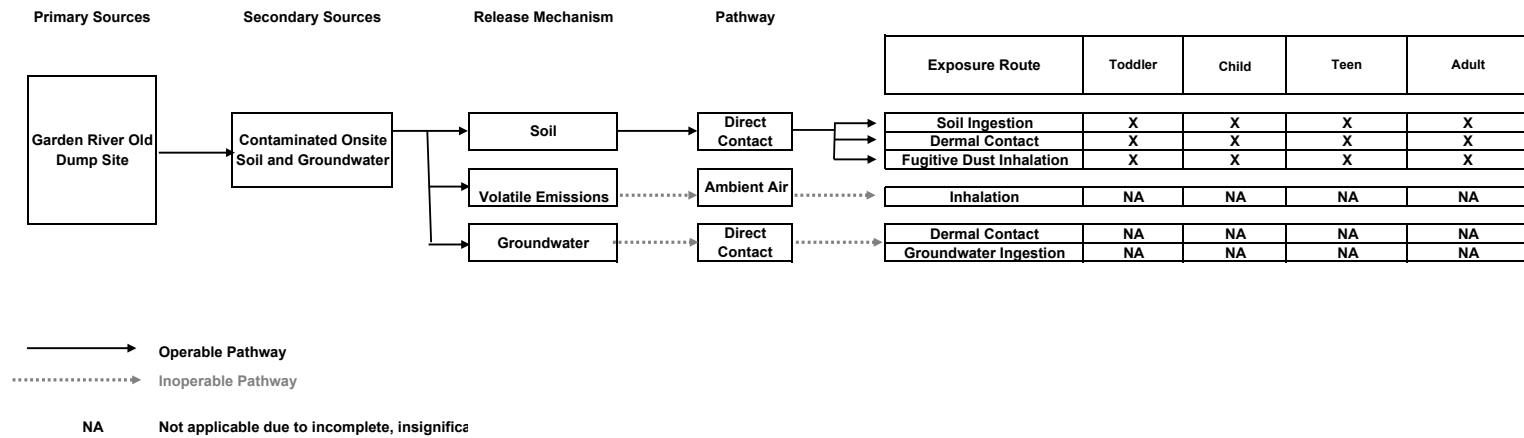 Primary Sources Secondary Sources Release Mechanism Pathway
Exposure Route Toddler Child Teen Adult
Garden River Old
Dump Site
Contaminated Onsite
Soil and Groundwater
Soil
Direct
Contact
Soil Ingestion X X X X
Dermal Contact X X X X
Fugitive Dust Inhalation X X X X
Volatile Emissions
Ambient Air
Inhalation NA NA NA NA
Groundwater
Direct
Contact
Dermal Contact NA NA NA NA
Groundwater Ingestion NA NA NA NA
Operable Pathway
Inoperable Pathway
NA Not applicable due to incomplete,